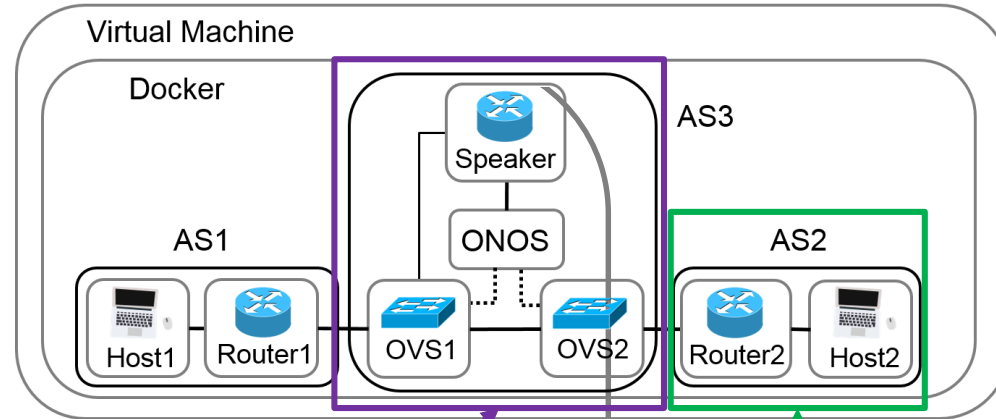 Virtual Machine
Docker
AS3
Speaker
AS1
ONOS
AS2
Host1
Router1
OVS1
OVS2
Router2
Host2